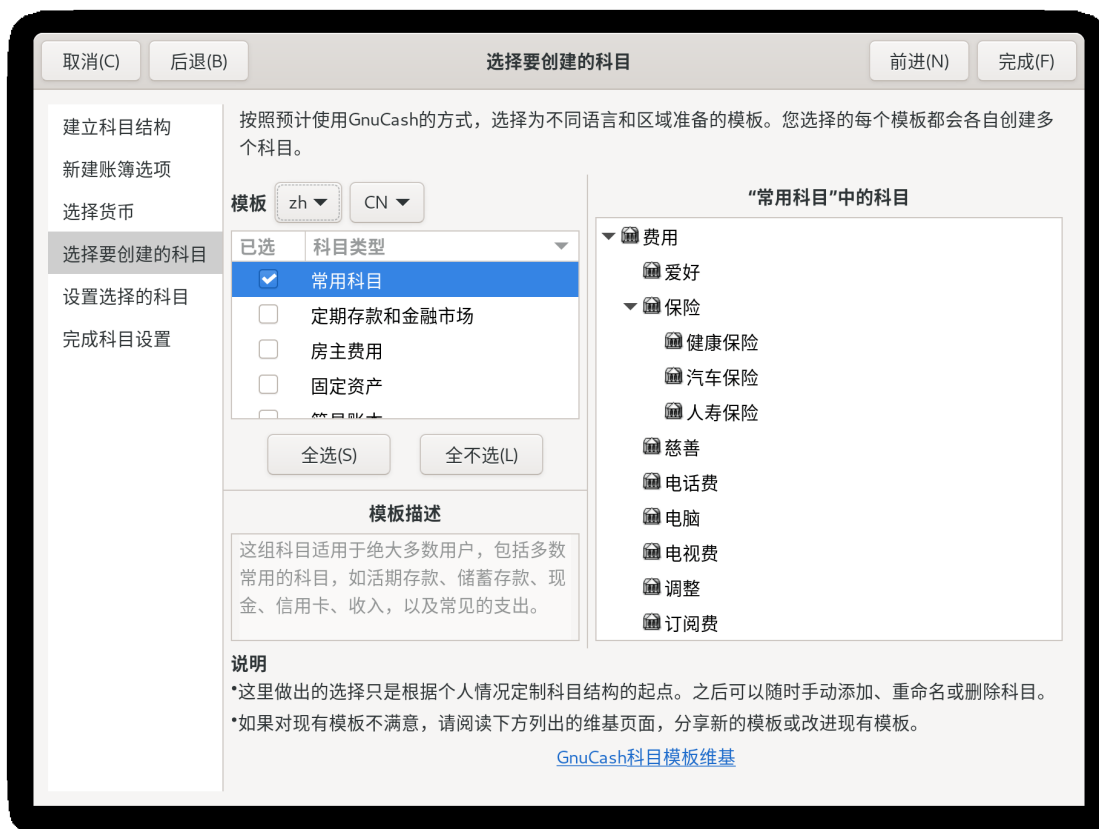 取消(C)
后退(B)
选择要创建的科目
前进(N)
完成(F)
建立科目结构
新建账簿选项
选择货币
选择要创建的科目
设置选择的科目
完成科目设置
按照预计使用GnuCash的方式，选择为不同语言和区域准备的模板。您选择的每个模板都会各自创建多
个科目。
模板 zh CN
已选 科目类型
常用科目
定期存款和金融市场
房主费用
固定资产
全选(S)
全不选(L)
模板描述
这组科目适用于绝大多数用户，包括多数
常用的科目，如活期存款、储蓄存款、现
金、信用卡、收入，以及常见的支出。
“常用科目”中的科目
费用
爱好
保险
健康保险
汽车保险
人寿保险
慈善
电话费
电脑
电视费
调整
订阅费
说明
•这里做出的选择只是根据个人情况定制科目结构的起点。之后可以随时手动添加、重命名或删除科目。
•如果对现有模板不满意，请阅读下方列出的维基页面，分享新的模板或改进现有模板。
GnuCash科目模板维基